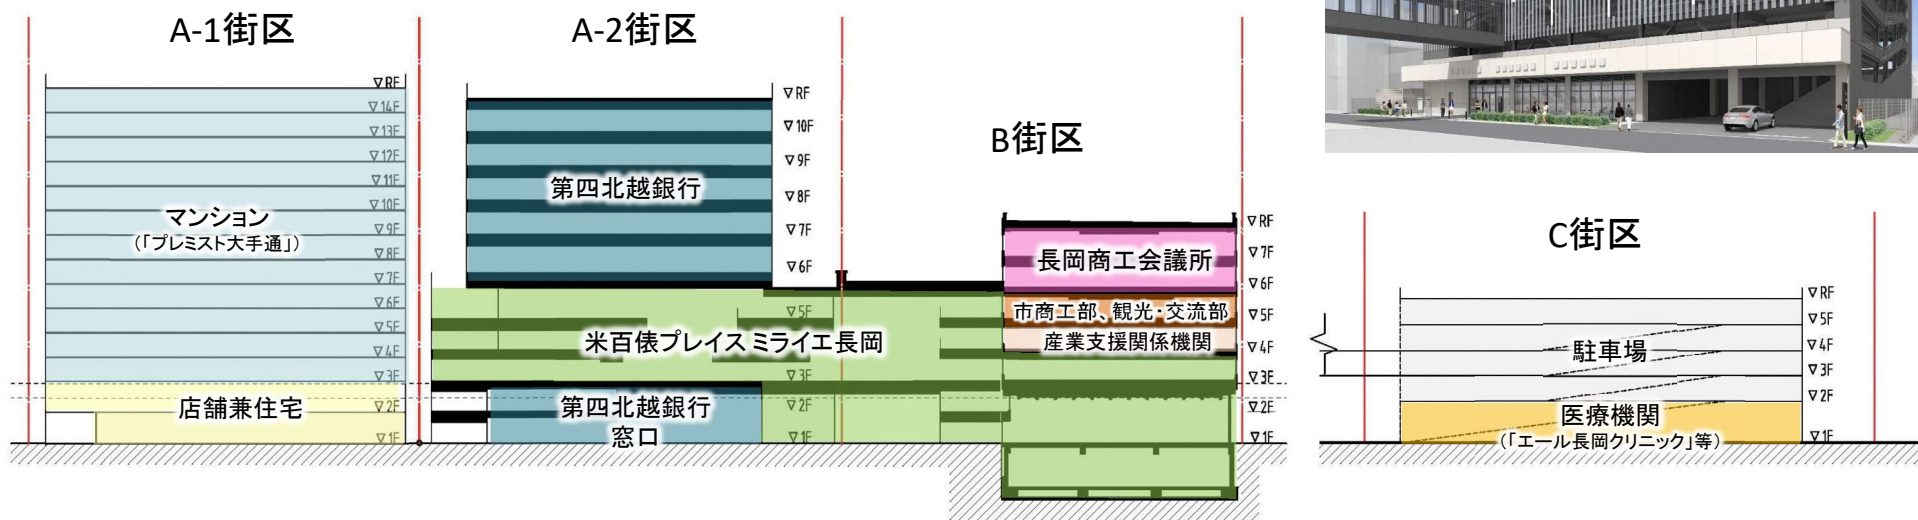 A-1街区
▽RF
▽14F
▽13F
▽12F
▽11F
▽10F
▽9F
▽8F
▽7F
▽6F
▽5F
▽4F
▽3F
▽2F
▽1F
マンション
(「プレミスト大手通」)
店舗兼住宅
A-2街区
▽RF
▽10F
▽9F
▽8F
▽7F
▽6F
▽5F
▽4F
▽3F
▽2F
▽1F
第四北越銀行
米百俵プレイス ミライエ長岡
第四北越銀行
窓口
B街区
▽RF
▽7F
▽6F
▽5F
▽4F
▽3F
▽2F
▽1F
長岡商工会議所
市商工部、観光・交流部
産業支援関係機関
C街区
▽RF
▽5F
▽4F
▽3F
▽2F
▽1F
駐車場
医療機関
(「エール長岡クリニック」等)